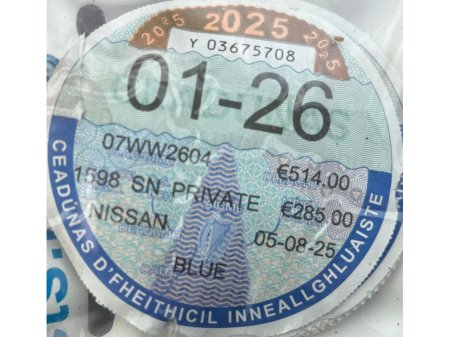 2025 2025 2025
Y 03675708
01-26
07WW2604 €514.00
1598 SN PRIVATE €285.00
NISSAN 05-08-25
BLUE
CEADÚNAS D'FHEITHICIL INNEALLGHLUAISTE